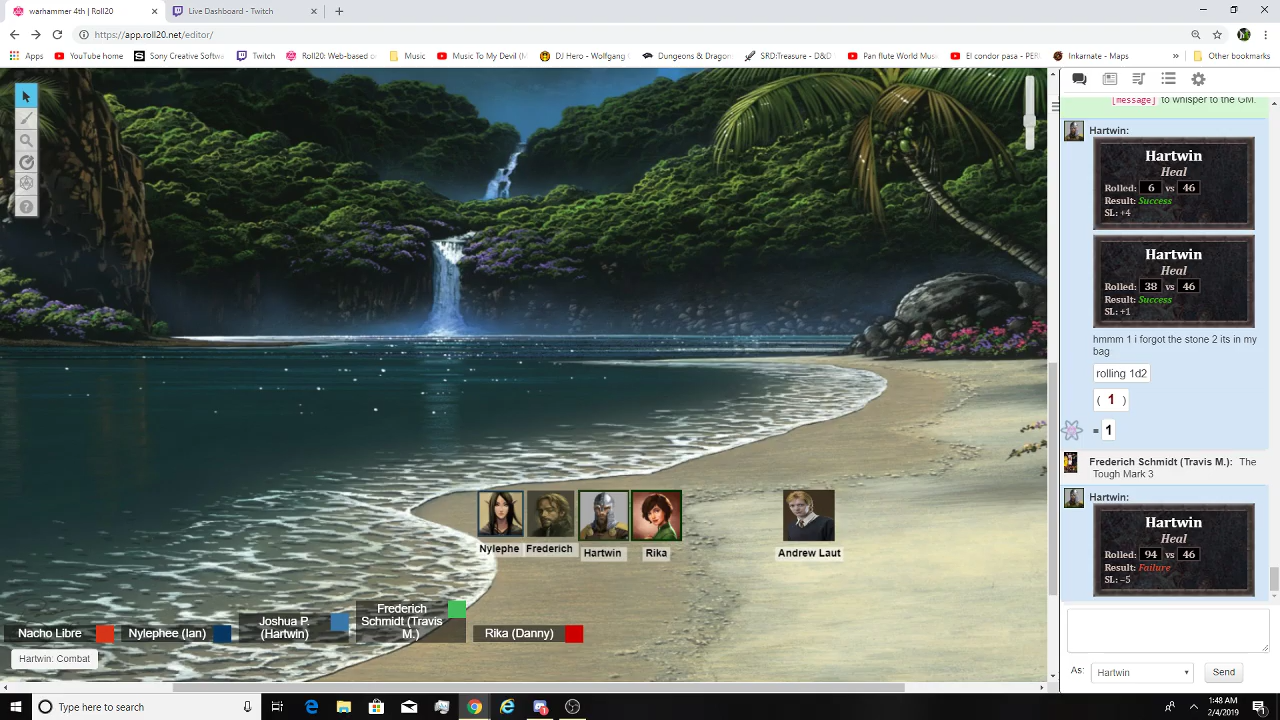 warhammer 4th | Roll20
Live Dashboard - Twitch
https://app.roll20.net/editor/
Apps
YouTube home
Sony Creative Softw
Twitch
Roll20: Web-based o
Music
Music To My Devil (M
DJ Hero - Wolfgang
Dungeons & Dragon
SRD:Treasure - D&D
Pan flute World Musi
El condor pasa - PER
Inkarnate - Maps
»
Other bookmarks
[message] to whisper to the GM.
Hartwin:
Hartwin
Heal
Rolled: 6 vs 46
Result: Success
SL: +4
Hartwin
Heal
Rolled: 38 vs 46
Result: Success
SL: +1
hmmm 1 i forgot the stone 2 its in my
bag
rolling 1d2
( 1 )
= 1
Frederich Schmidt (Travis M.): The
Tough Mark 3
Hartwin:
Hartwin
Heal
Rolled: 94 vs 46
Result: Failure
SL: -5
Nylephe
Frederich
Hartwin
Rika
Andrew Laut
Nacho Libre
Nylephee (Ian)
Joshua P.
(Hartwin)
Frederich
Schmidt (Travis
M.)
Rika (Danny)
Hartwin: Combat
As:
Hartwin
Send
Type here to search
1:48 AM
2/4/2019